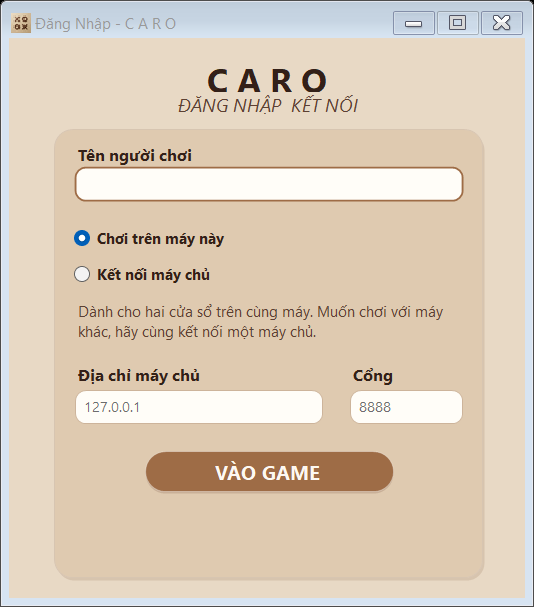 Đăng Nhập - C A R O
C A R O
ĐĂNG NHẬP KẾT NỐI
Tên người chơi
Chơi trên máy này
Kết nối máy chủ
Dành cho hai cửa sổ trên cùng máy. Muốn chơi với máy
khác, hãy cùng kết nối một máy chủ.
Địa chỉ máy chủ Cổng
127.0.0.1 8888
VÀO GAME